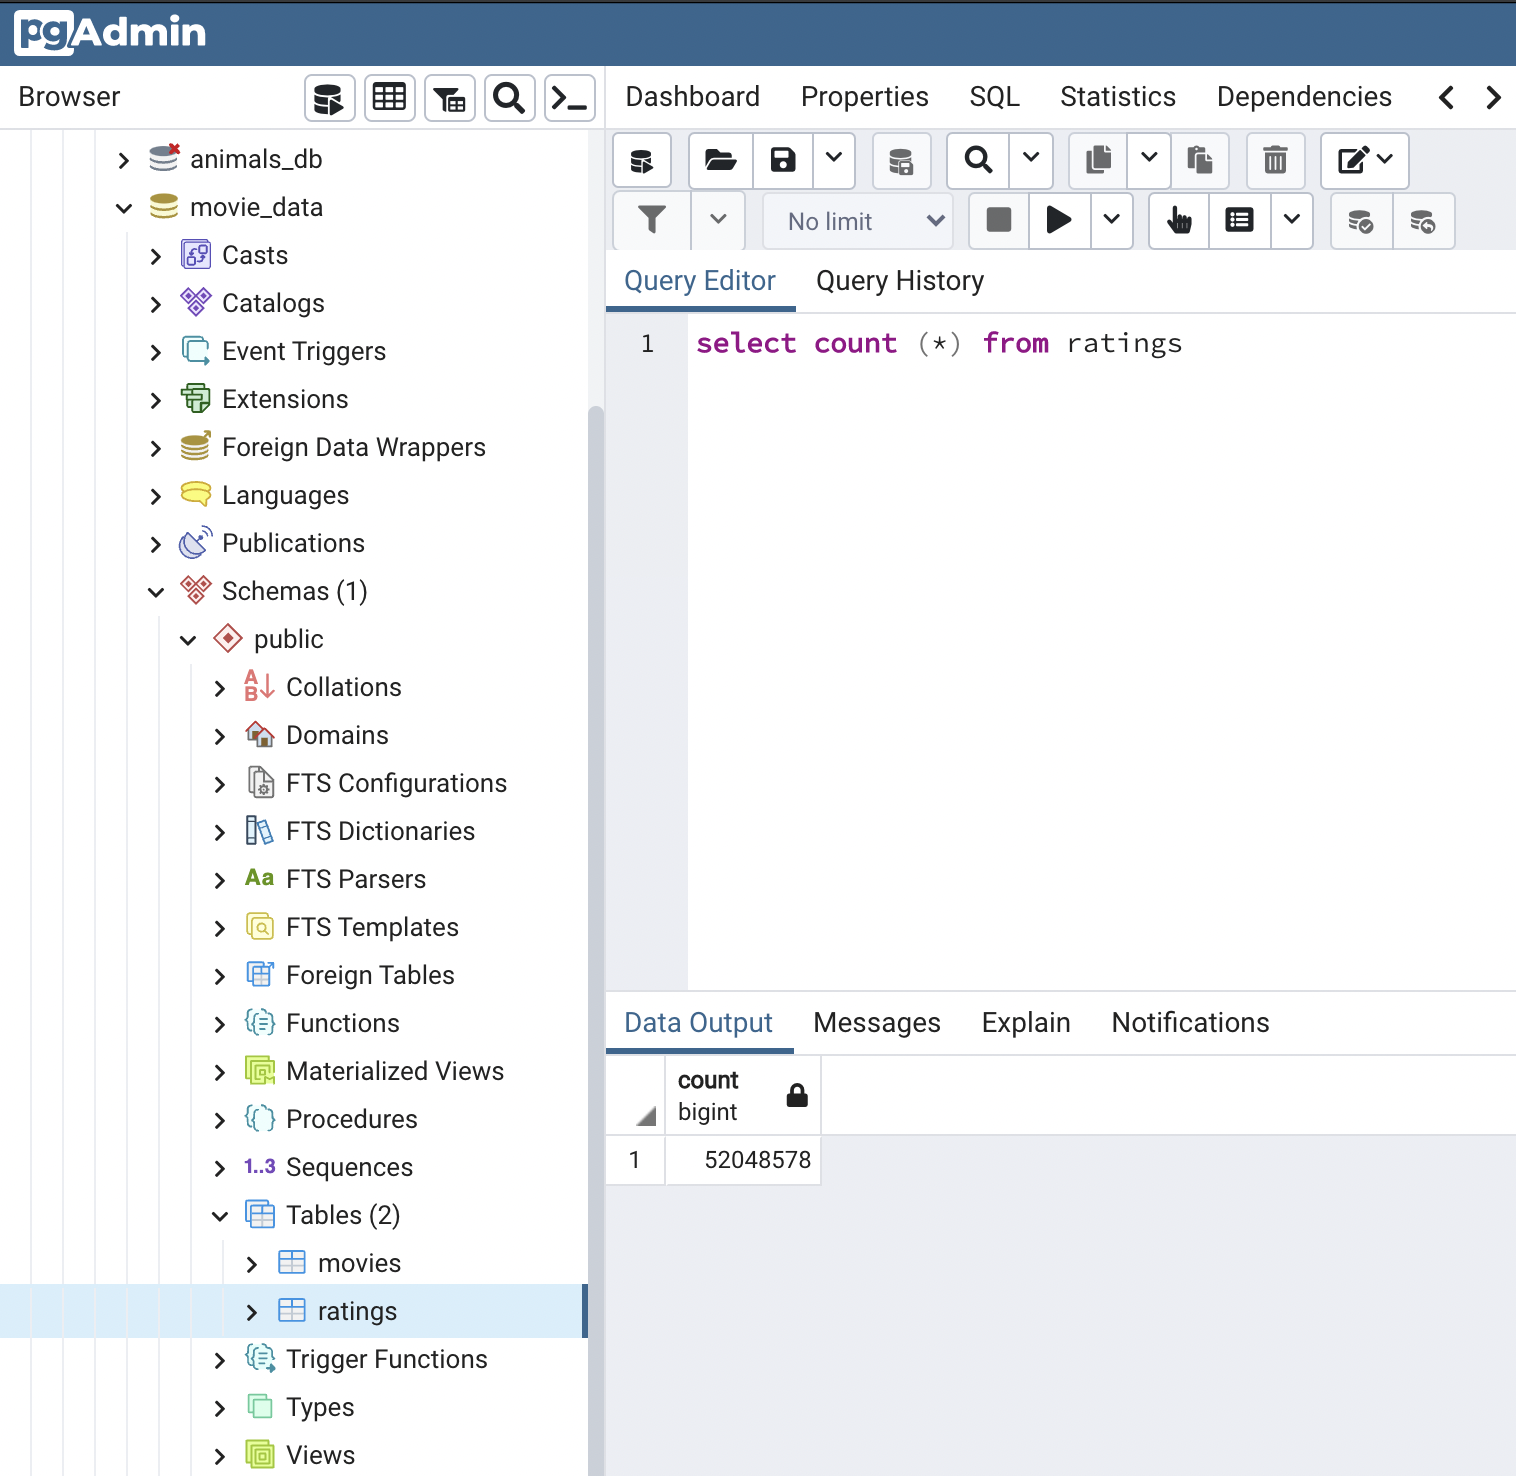 pgAdmin
Browser
Dashboard Properties SQL Statistics Dependencies
animals_db
movie_data
Casts
Catalogs
Event Triggers
Extensions
Foreign Data Wrappers
Languages
Publications
Schemas (1)
public
Collations
Domains
FTS Configurations
FTS Dictionaries
Aa FTS Parsers
FTS Templates
Foreign Tables
Functions
Materialized Views
Procedures
1..3 Sequences
Tables (2)
movies
ratings
Trigger Functions
Types
Views
No limit
Query Editor Query History
1 select count (*) from ratings
Data Output Messages Explain Notifications
count
bigint
1 52048578